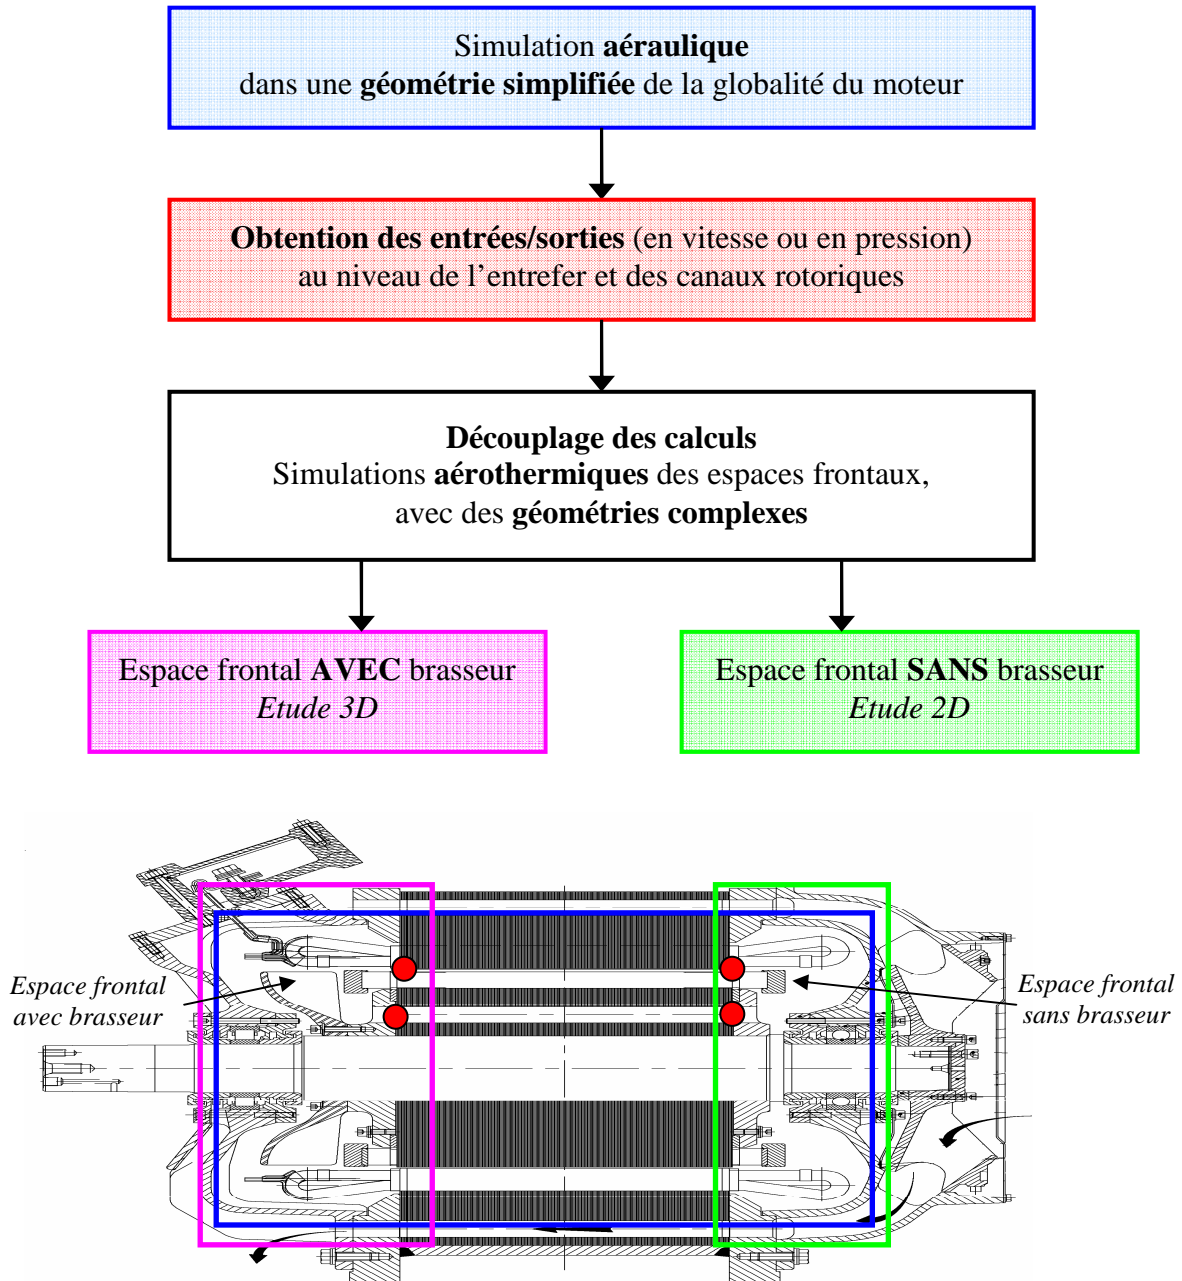 Simulation aéraulique
dans une géométrie simplifiée de la globalité du moteur
Obtention des entrées/sorties (en vitesse ou en pression)
au niveau de l’entrefer et des canaux rotoriques
Découplage des calculs
Simulations aérothermiques des espaces frontaux,
avec des géométries complexes
Espace frontal AVEC brasseur
Etude 3D
Espace frontal SANS brasseur
Etude 2D
Espace frontal
avec brasseur
Espace frontal
sans brasseur